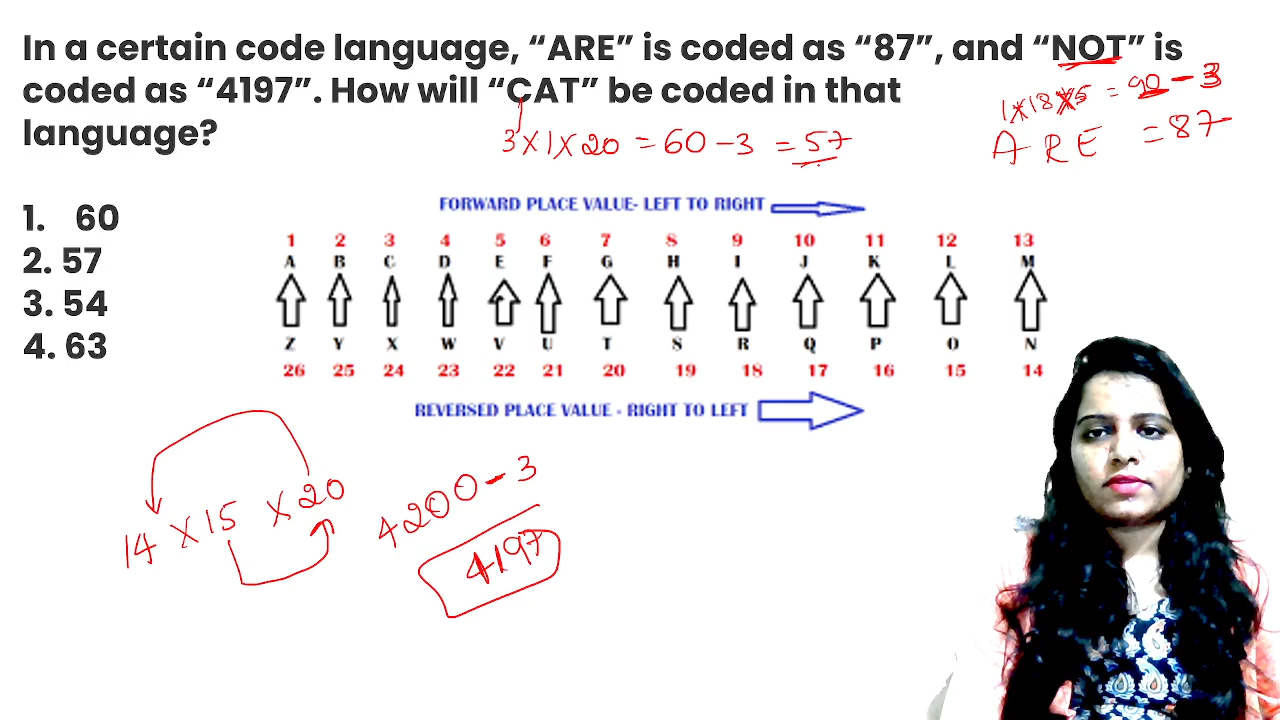 In a certain code language, “ARE” is coded as “87”, and “NOT” is
coded as “4197”. How will “CAT” be coded in that
language?
1×18×5 = 90 - 3
A R E = 87
3×1×20 = 60 - 3 = 57
1. 60
2. 57
3. 54
4. 63
FORWARD PLACE VALUE- LEFT TO RIGHT
1 2 3 4 5 6 7 8 9 10 11 12 13
A B C D E F G H I J K L M
Z Y X W V U T S R Q P O N
26 25 24 23 22 21 20 19 18 17 16 15 14
REVERSED PLACE VALUE - RIGHT TO LEFT
14 × 15 × 20
4200 - 3
4197